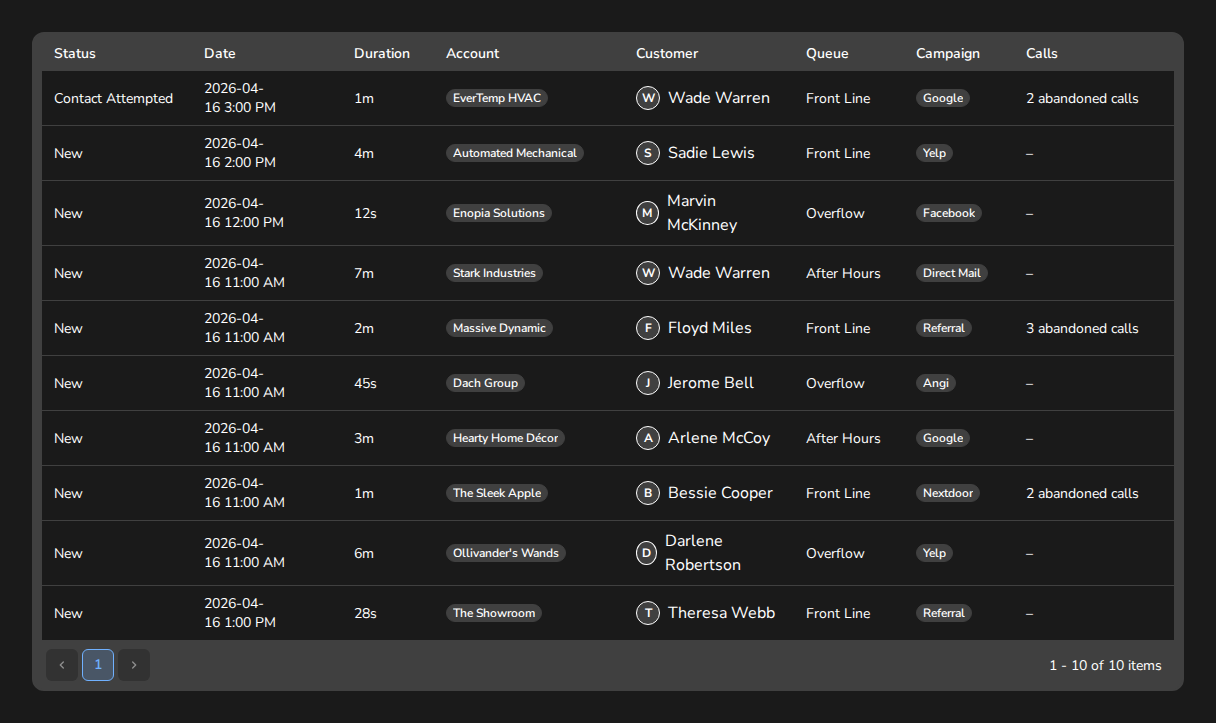 Status Date Duration Account Customer Queue Campaign Calls
Contact Attempted 2026-04-16 3:00 PM 1m EverTemp HVAC W Wade Warren Front Line Google 2 abandoned calls
New 2026-04-16 2:00 PM 4m Automated Mechanical S Sadie Lewis Front Line Yelp –
New 2026-04-16 12:00 PM 12s Enopia Solutions M Marvin McKinney Overflow Facebook –
New 2026-04-16 11:00 AM 7m Stark Industries W Wade Warren After Hours Direct Mail –
New 2026-04-16 11:00 AM 2m Massive Dynamic F Floyd Miles Front Line Referral 3 abandoned calls
New 2026-04-16 11:00 AM 45s Dach Group J Jerome Bell Overflow Angi –
New 2026-04-16 11:00 AM 3m Hearty Home Décor A Arlene McCoy After Hours Google –
New 2026-04-16 11:00 AM 1m The Sleek Apple B Bessie Cooper Front Line Nextdoor 2 abandoned calls
New 2026-04-16 11:00 AM 6m Ollivander's Wands D Darlene Robertson Overflow Yelp –
New 2026-04-16 1:00 PM 28s The Showroom T Theresa Webb Front Line Referral –
1 1 - 10 of 10 items